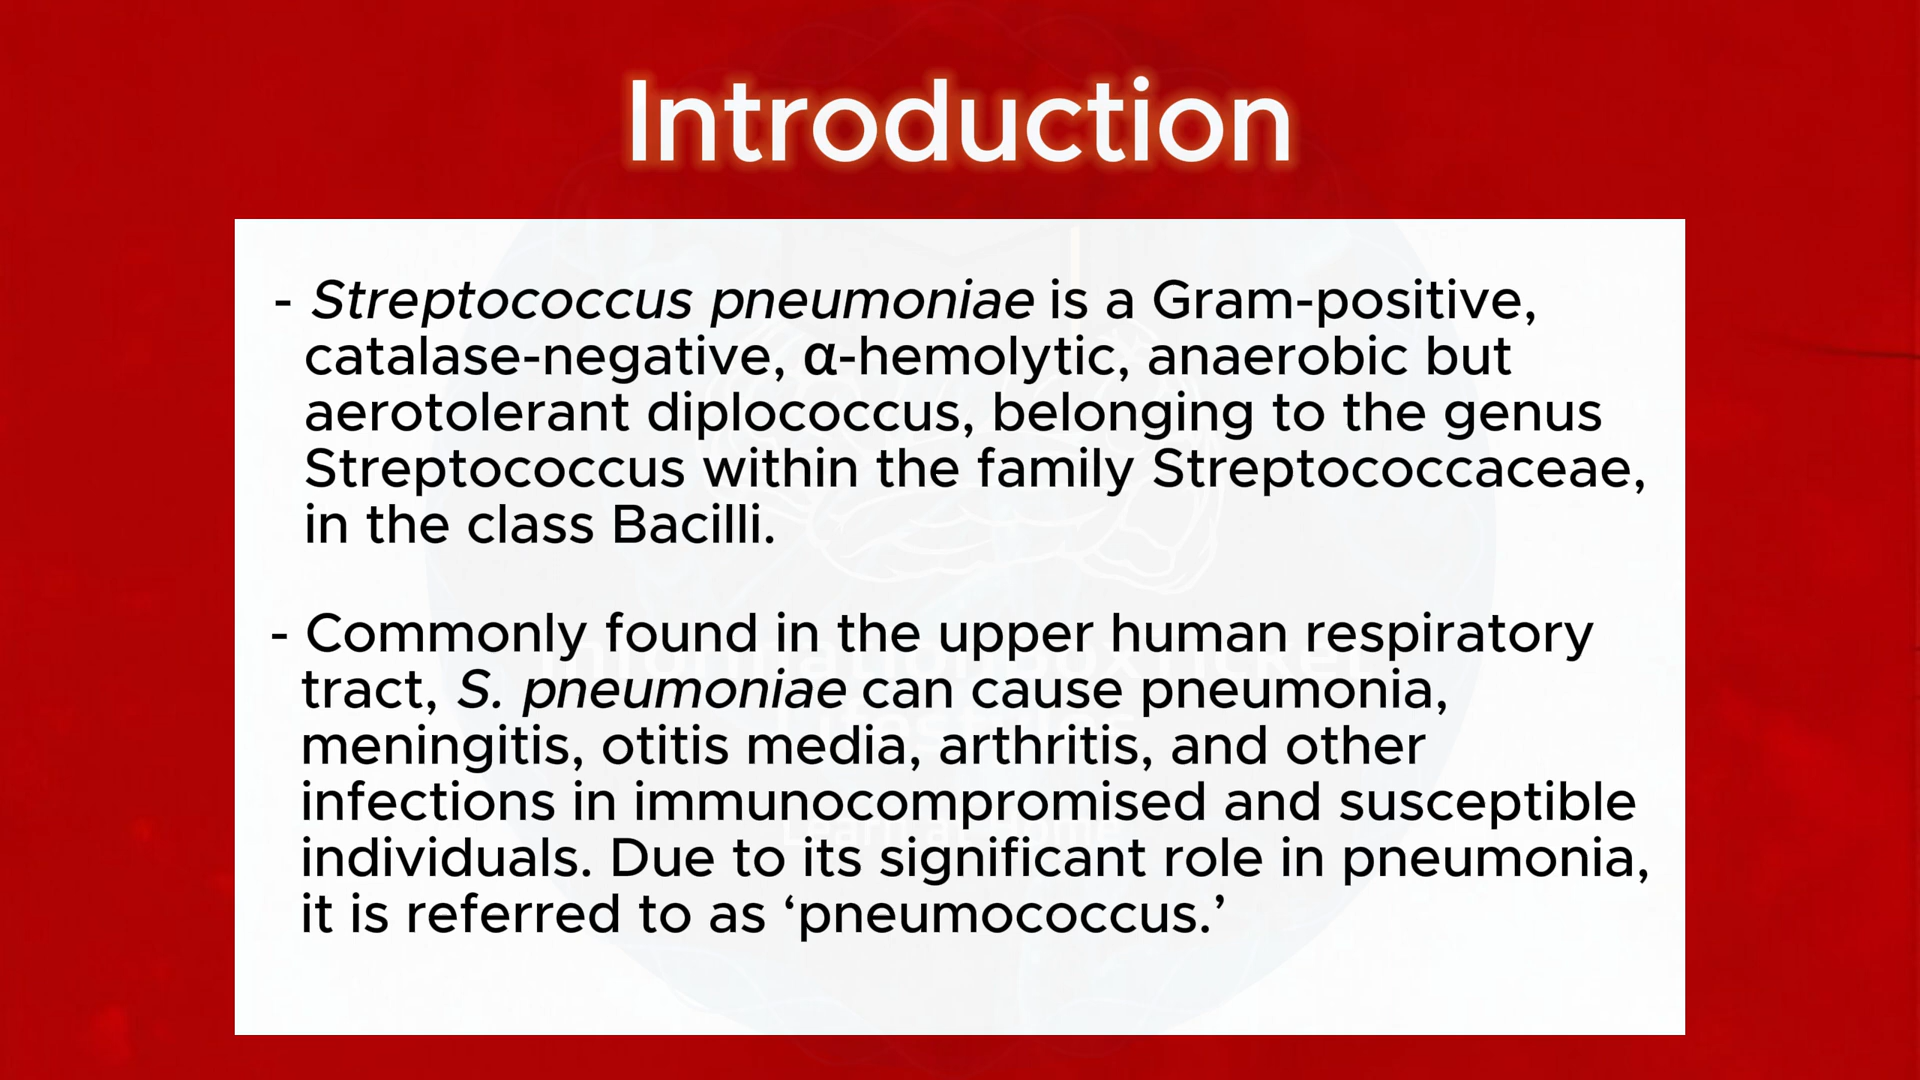 Introduction
- Streptococcus pneumoniae is a Gram-positive,
catalase-negative, α-hemolytic, anaerobic but
aerotolerant diplococcus, belonging to the genus
Streptococcus within the family Streptococcaceae,
in the class Bacilli.
- Commonly found in the upper human respiratory
tract, S. pneumoniae can cause pneumonia,
meningitis, otitis media, arthritis, and other
infections in immunocompromised and susceptible
individuals. Due to its significant role in pneumonia,
it is referred to as ‘pneumococcus.’